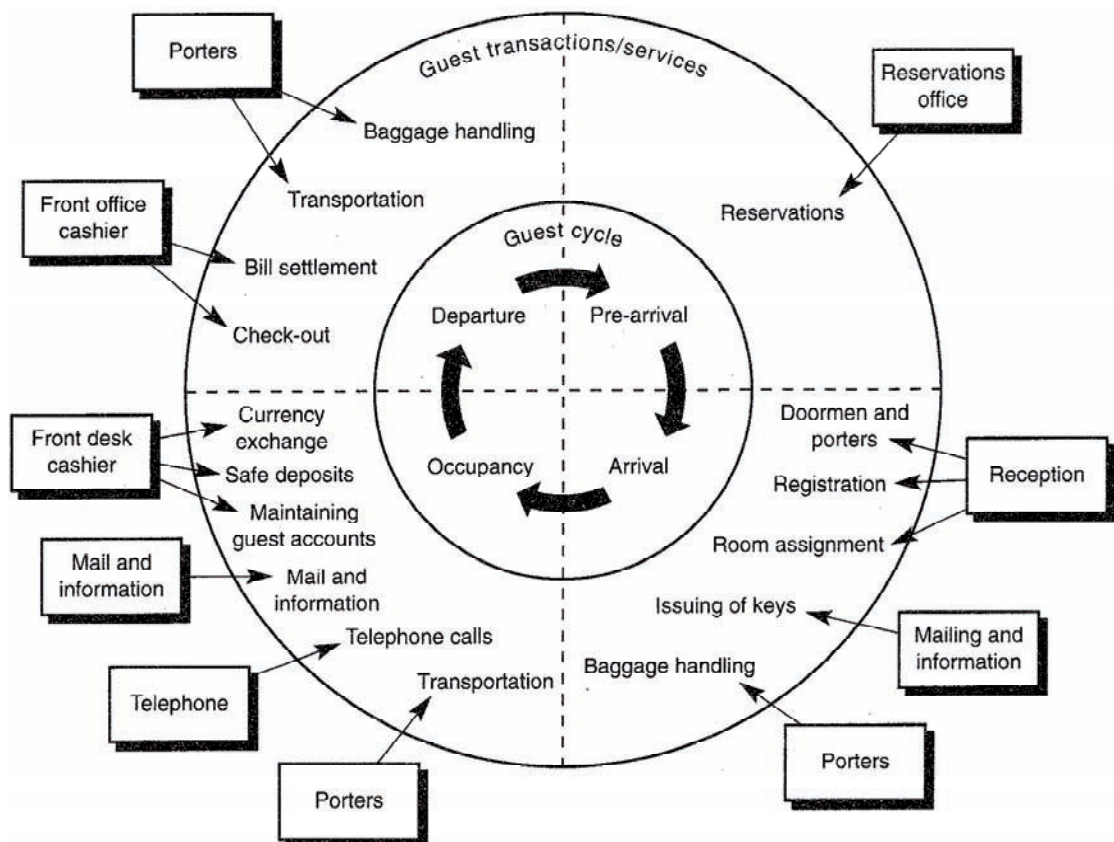 Porters
Guest transactions/services
Reservations
office
Baggage handling
Transportation
Front office
cashier
Reservations
Bill settlement
Guest cycle
Check-out
Departure
Pre-arrival
Front desk
cashier
Currency
exchange
Safe deposits
Maintaining
guest accounts
Occupancy
Arrival
Doormen and
porters
Registration
Reception
Room assignment
Mail and
information
Mail and
information
Issuing of keys
Mailing and
information
Telephone calls
Baggage handling
Telephone
Transportation
Porters
Porters